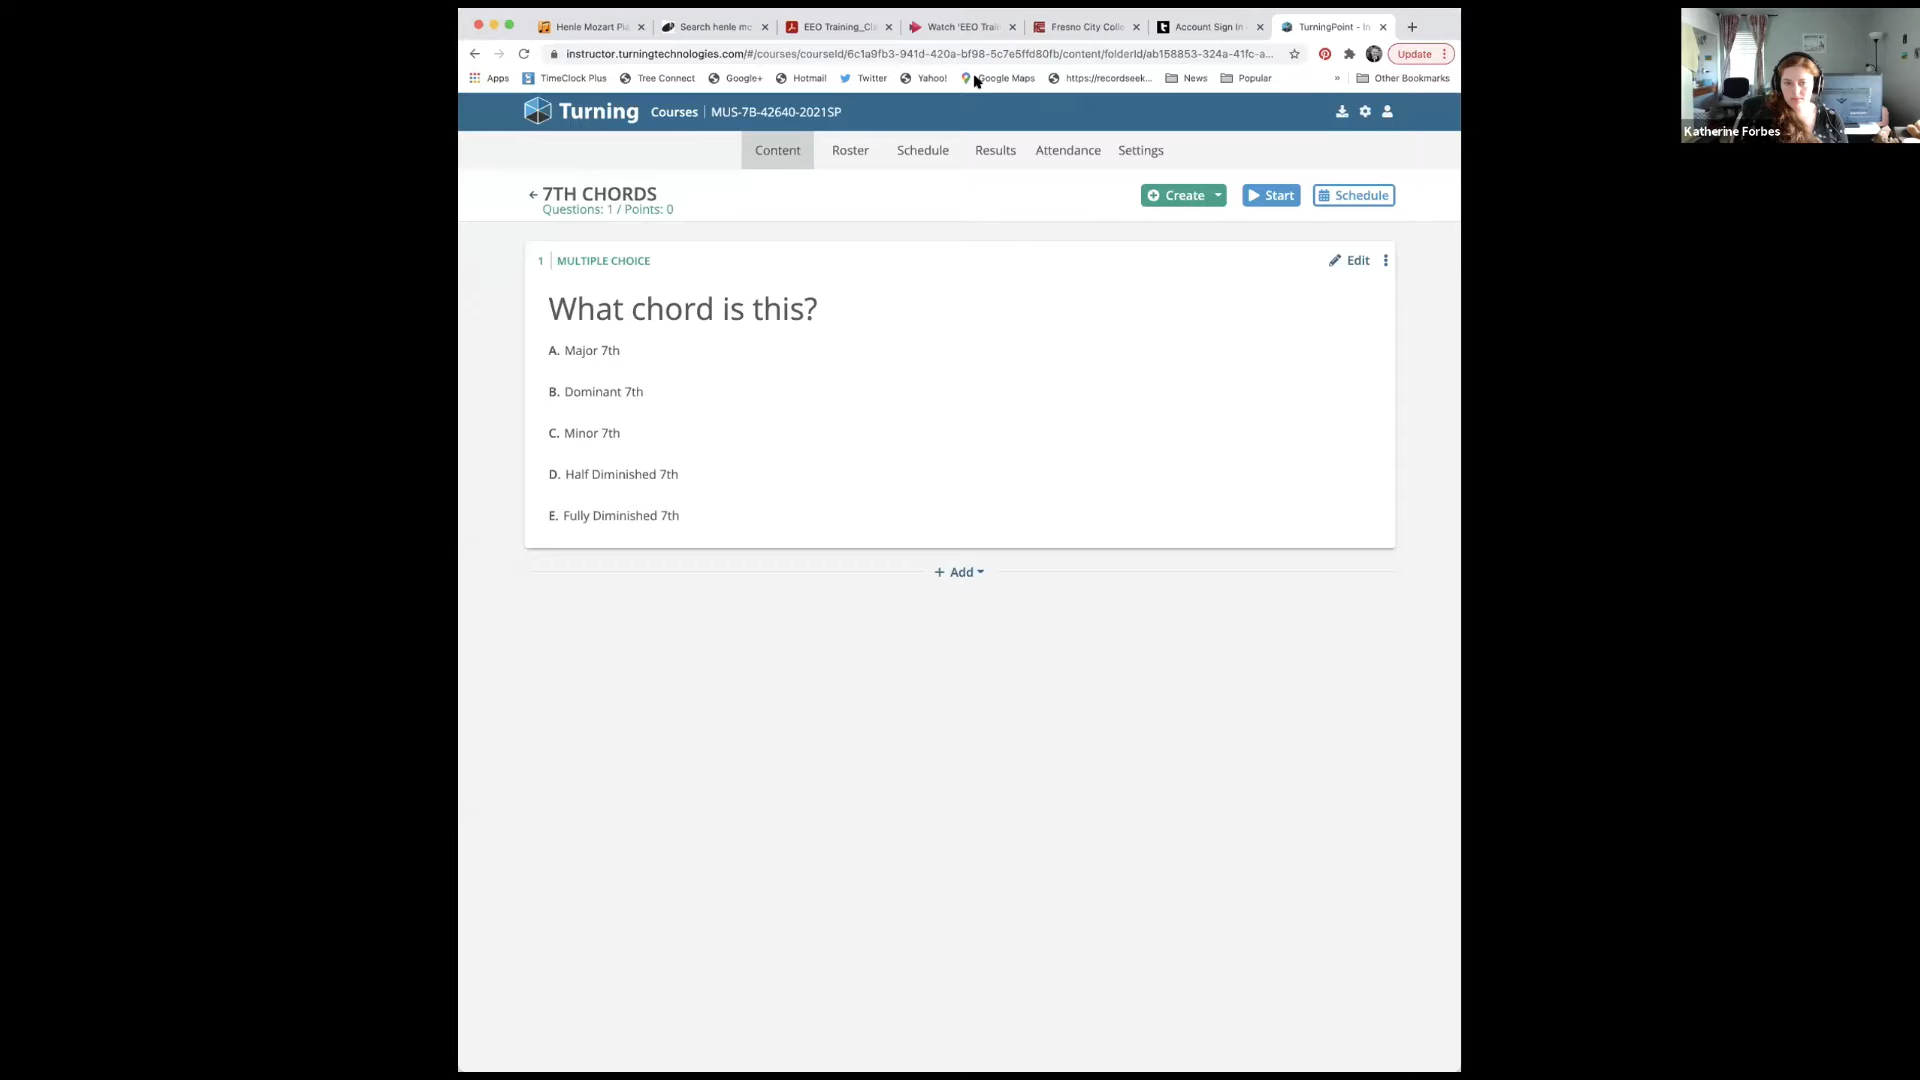 Henle Mozart Pi
Search henle mc
EEO Training_Cl
Watch 'EEO Trai
Fresno City Colle
Account Sign In
TurningPoint - In
instructor.turningtechnologies.com/#/courses/courseId/6c1a9fb3-941d-420a-bf98-5c7e5ffd80fb/content/folderId/ab158853-324a-41fc-a...
Update
Apps
TimeClock Plus
Tree Connect
Google+
Hotmail
Twitter
Yahoo!
Google Maps
https://recordseek...
News
Popular
»
Other Bookmarks
Turning
Courses
MUS-7B-42640-2021SP
Content
Roster
Schedule
Results
Attendance
Settings
7TH CHORDS
Questions: 1 / Points: 0
Create
Start
Schedule
1 MULTIPLE CHOICE
Edit
What chord is this?
A. Major 7th
B. Dominant 7th
C. Minor 7th
D. Half Diminished 7th
E. Fully Diminished 7th
+ Add
Katherine Forbes